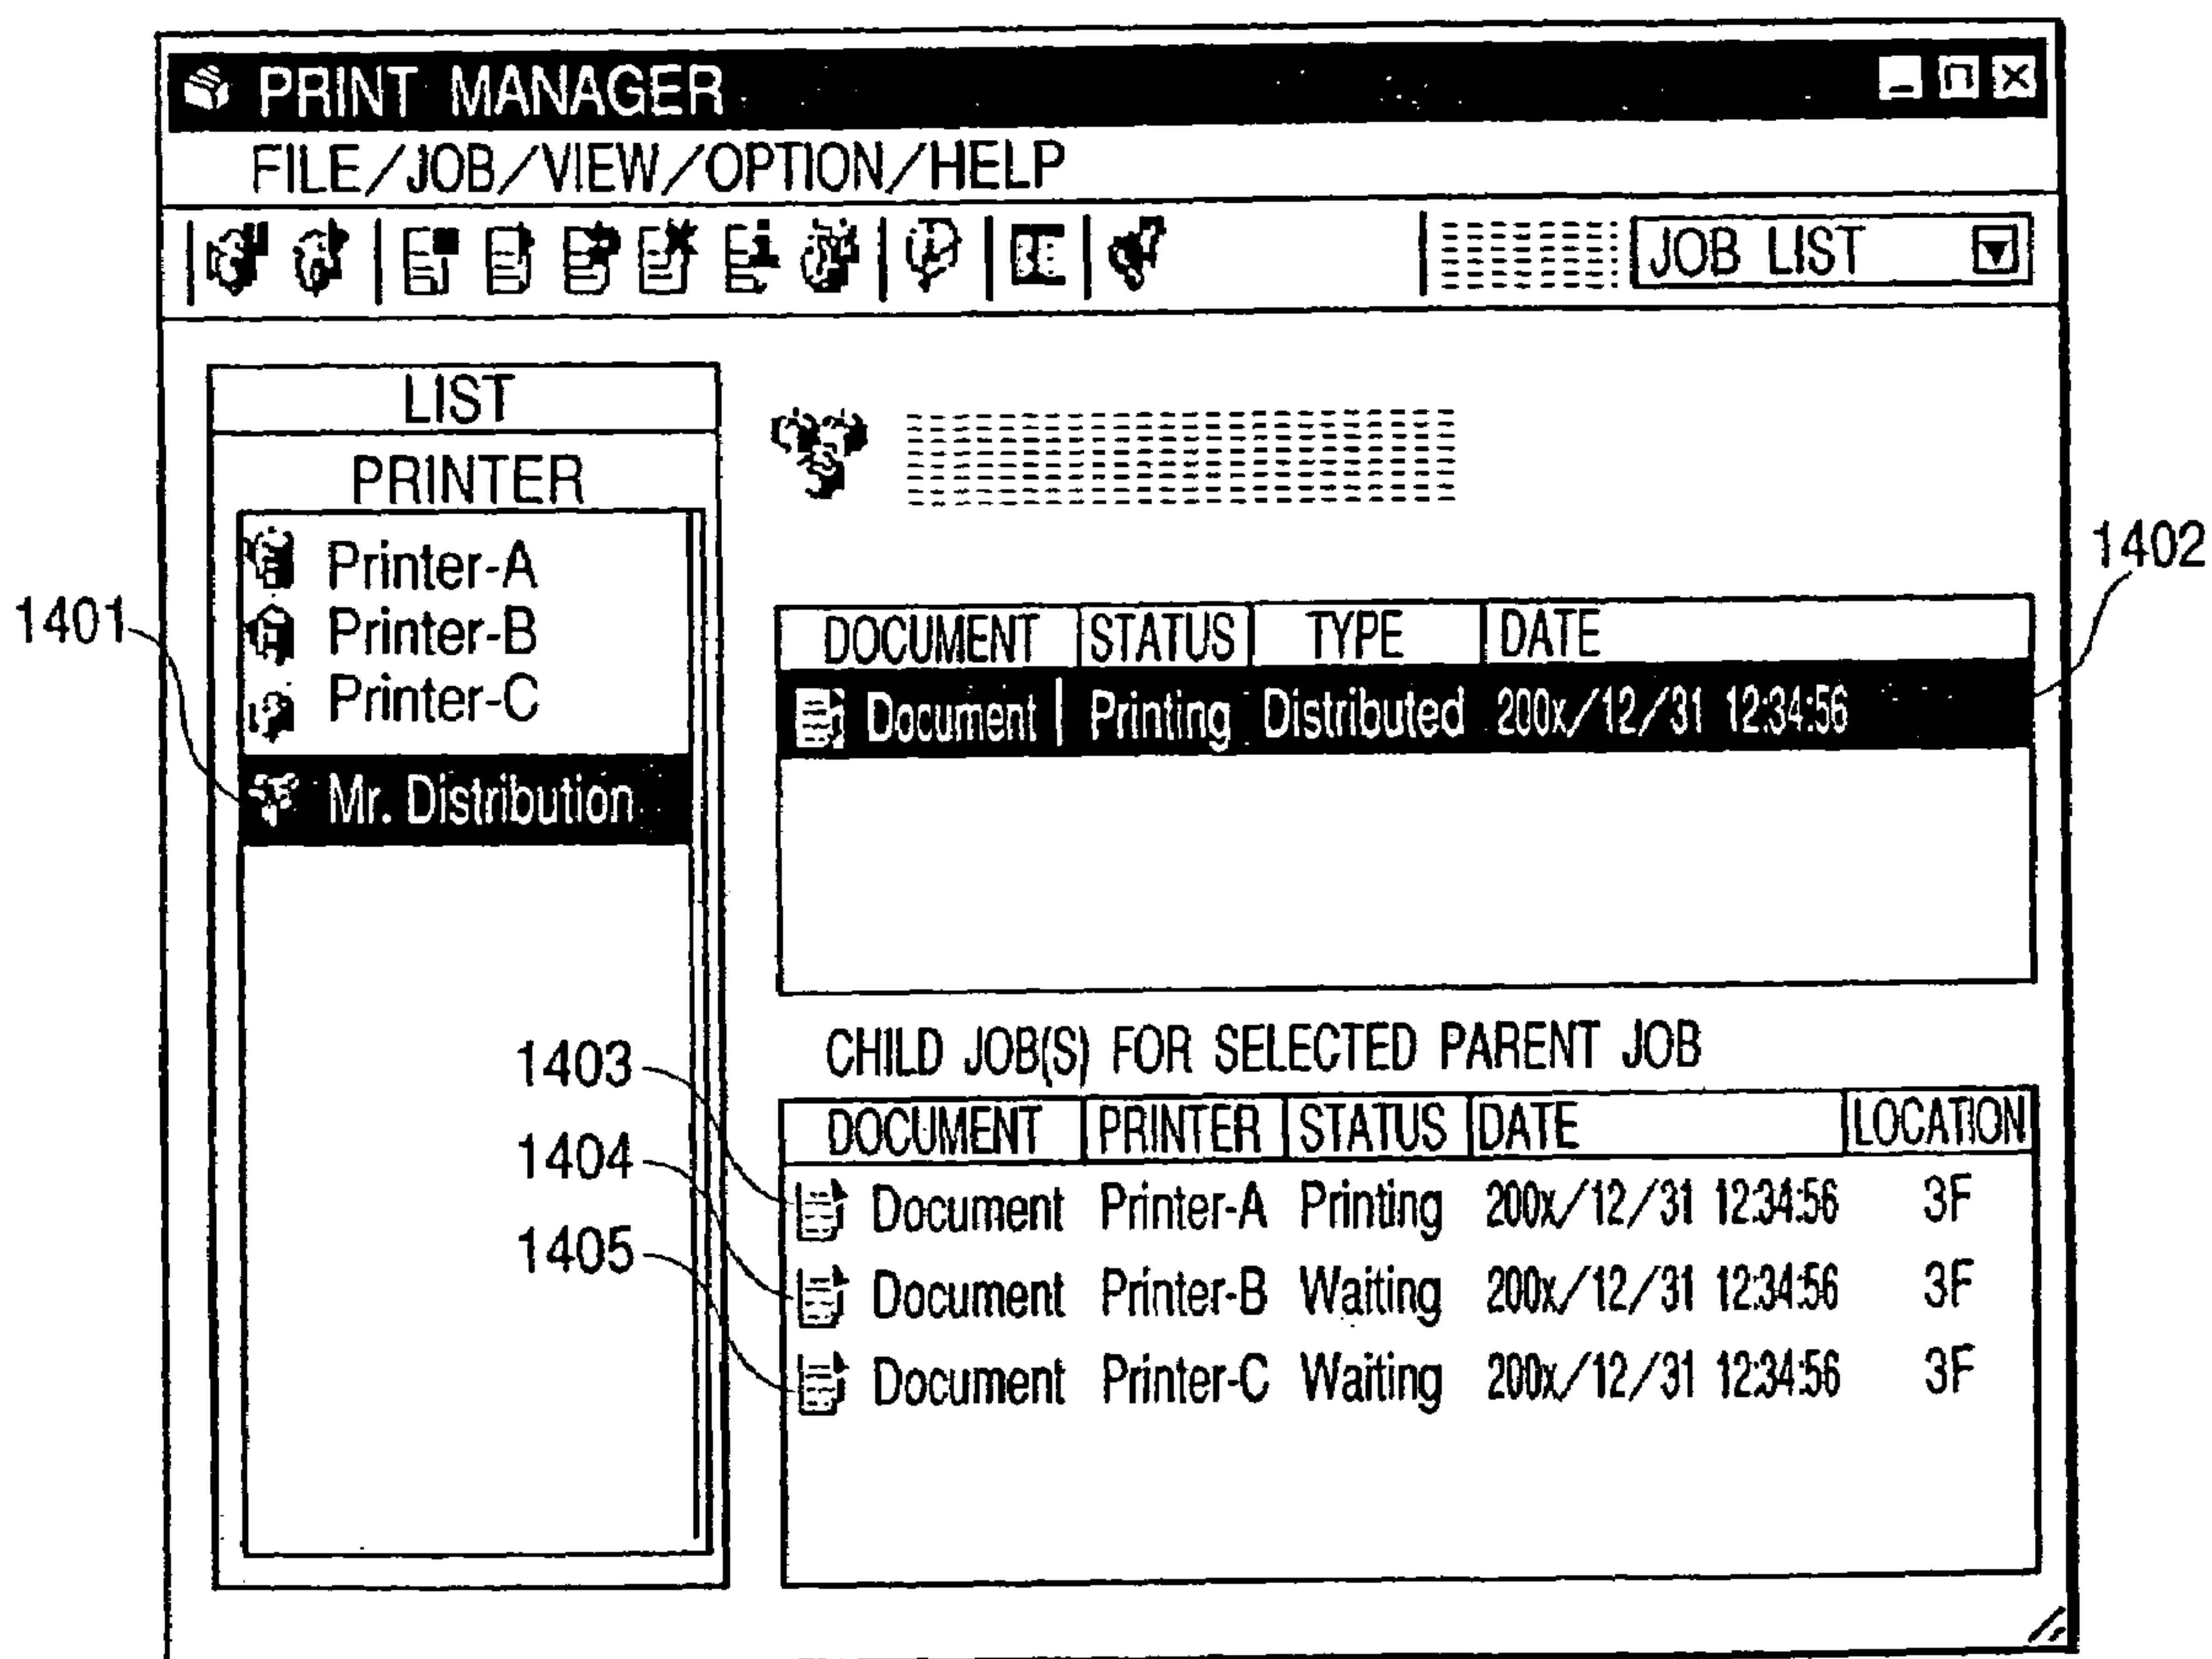 PRINT MANAGER
FILE/JOB/VIEW/OPTION/HELP
JOB LIST
LIST
PRINTER
Printer-A
Printer-B
Printer-C
Mr. Distribution
1401
1402
DOCUMENT STATUS TYPE DATE
Document Printing Distributed 200x/12/31 12:34:56
CHILD JOB(S) FOR SELECTED PARENT JOB
1403
1404
1405
DOCUMENT PRINTER STATUS DATE LOCATION
Document Printer-A Printing 200x/12/31 12:34:56 3F
Document Printer-B Waiting 200x/12/31 12:34:56 3F
Document Printer-C Waiting 200x/12/31 12:34:56 3F